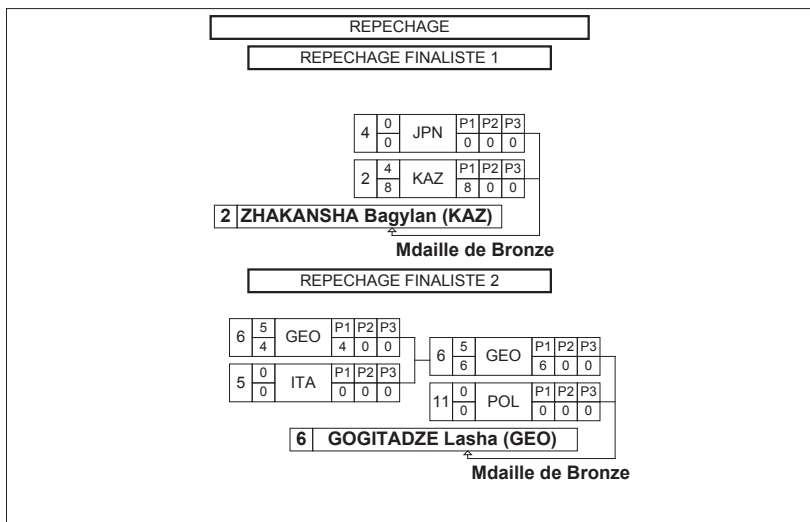 REPECHAGE
REPECHAGE FINALISTE 1
4 0 JPN P1 P2 P3
0 0 0 0
2 4 KAZ P1 P2 P3
8 8 0 0
2 ZHAKANSHA Bagylan (KAZ)
Mdaille de Bronze
REPECHAGE FINALISTE 2
6 5 GEO P1 P2 P3
4 4 0 0
5 0 ITA P1 P2 P3
0 0 0 0
6 5 GEO P1 P2 P3
6 6 0 0
11 0 POL P1 P2 P3
0 0 0 0
6 GOGITADZE Lasha (GEO)
Mdaille de Bronze